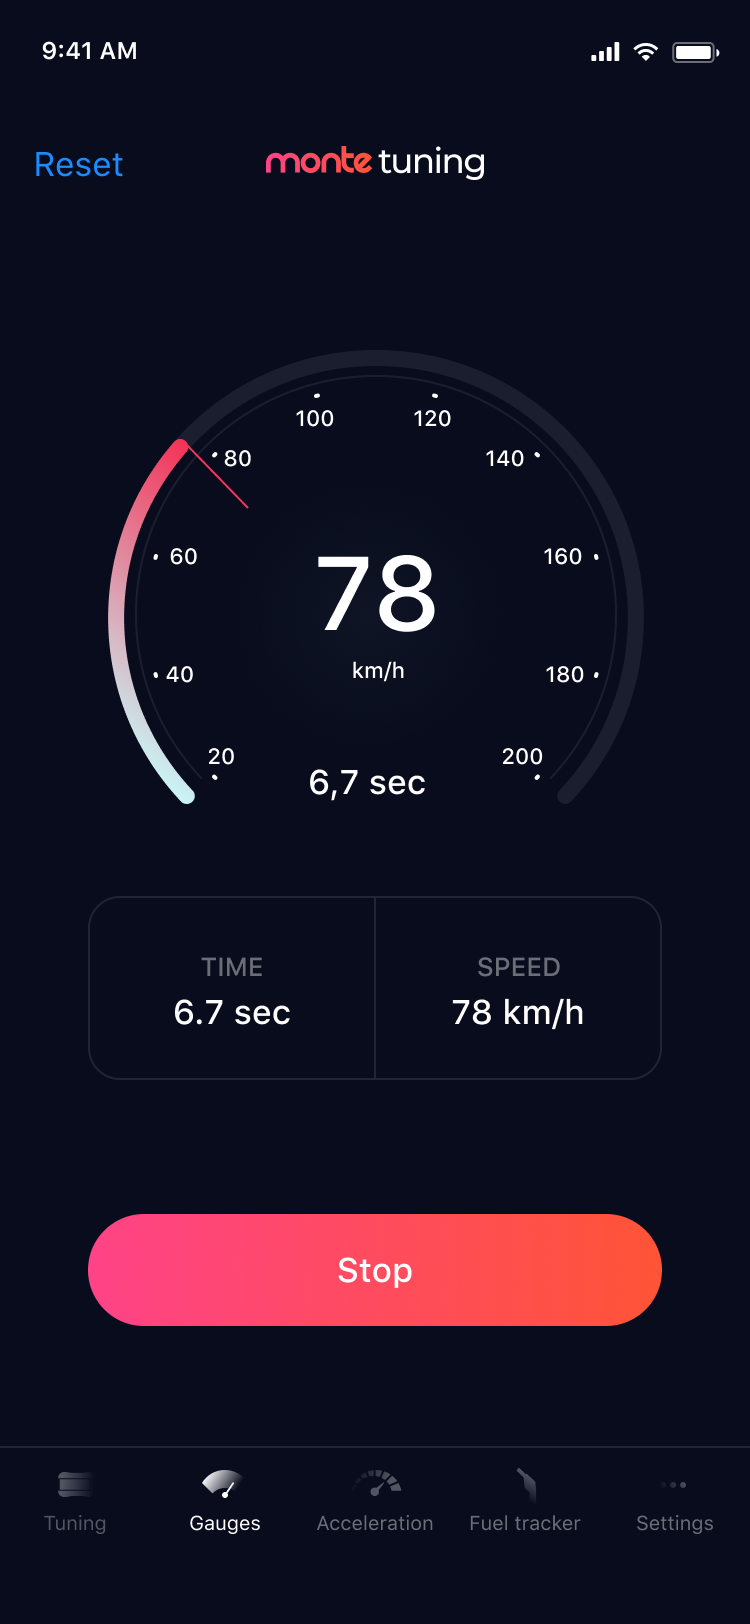 9:41 AM
Reset
monte tuning
100
120
80
140
60
160
78
km/h
40
180
20
200
6,7 sec
TIME
SPEED
6.7 sec
78 km/h
Stop
Tuning
Gauges
Acceleration
Fuel tracker
Settings